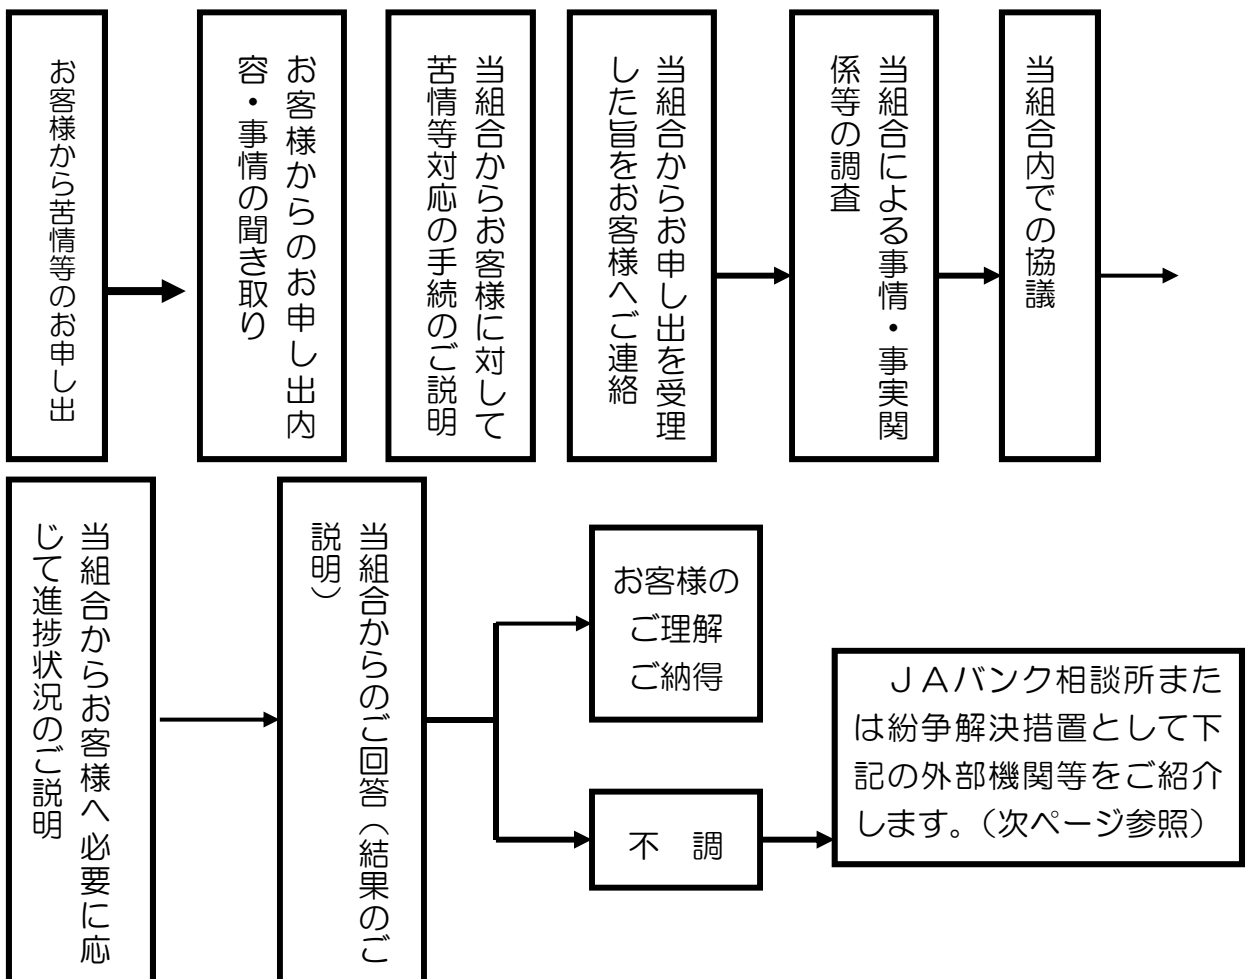 お客様から苦情等のお申し出
お客様からのお申し出内
容・事情の聞き取り
当組合からお客様に対して
苦情等対応の手続のご説明
当組合からお申し出を受理
した旨をお客様へご連絡
当組合による事情・事実関
係等の調査
当組合内での協議
当組合からお客様へ必要に応
じて進捗状況のご説明
当組合からのご回答（結果のご
説明）
お客様の
ご理解
ご納得
不　調
ＪＡバンク相談所また
は紛争解決措置として下
記の外部機関等をご紹介
します。（次ページ参照）